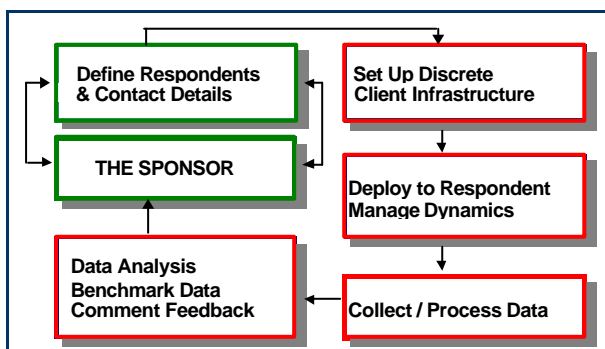 Define Respondents
& Contact Details
Set Up Discrete
Client Infrastructure
THE SPONSOR
Deploy to Respondent
Manage Dynamics
Data Analysis
Benchmark Data
Comment Feedback
Collect / Process Data